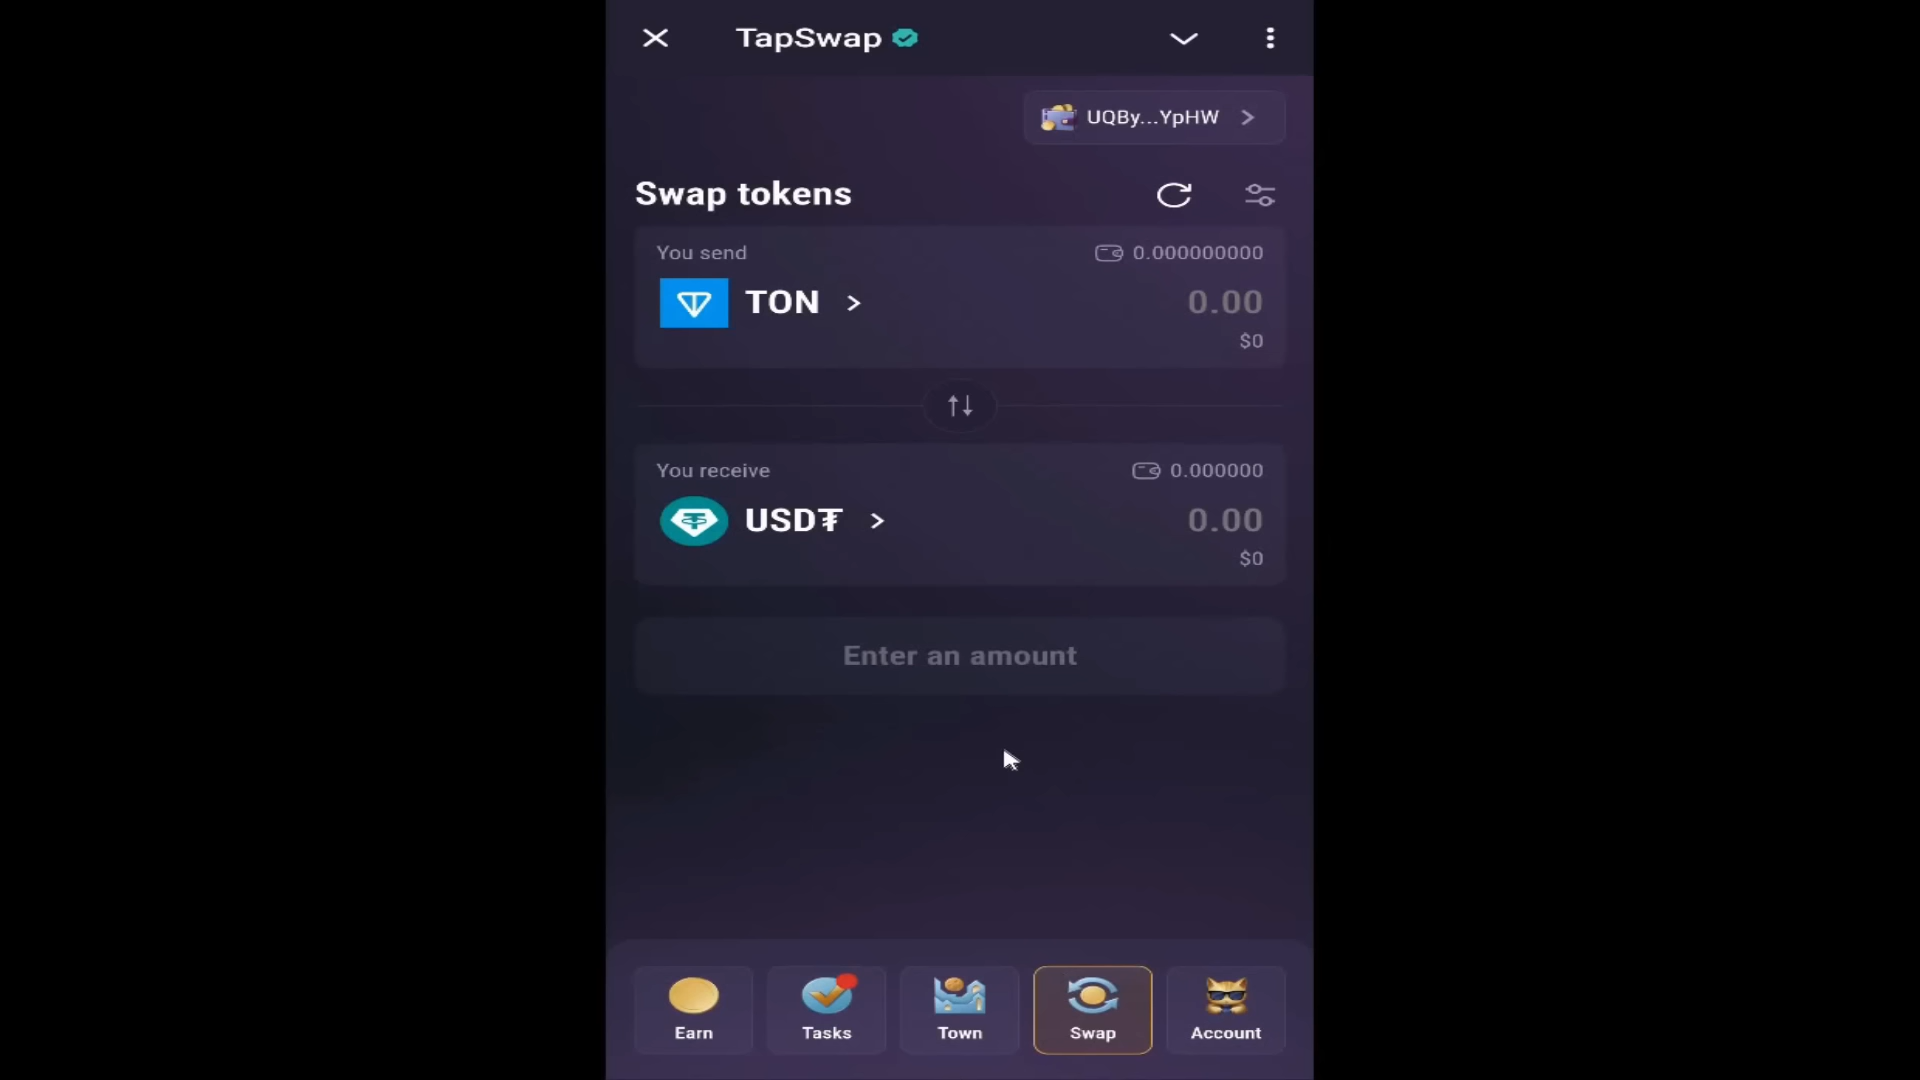 TapSwap
UQBy...YpHW
Swap tokens
You send
0.000000000
TON
0.00
$0
You receive
0.000000
USD₮
0.00
$0
Enter an amount
Earn
Tasks
Town
Swap
Account